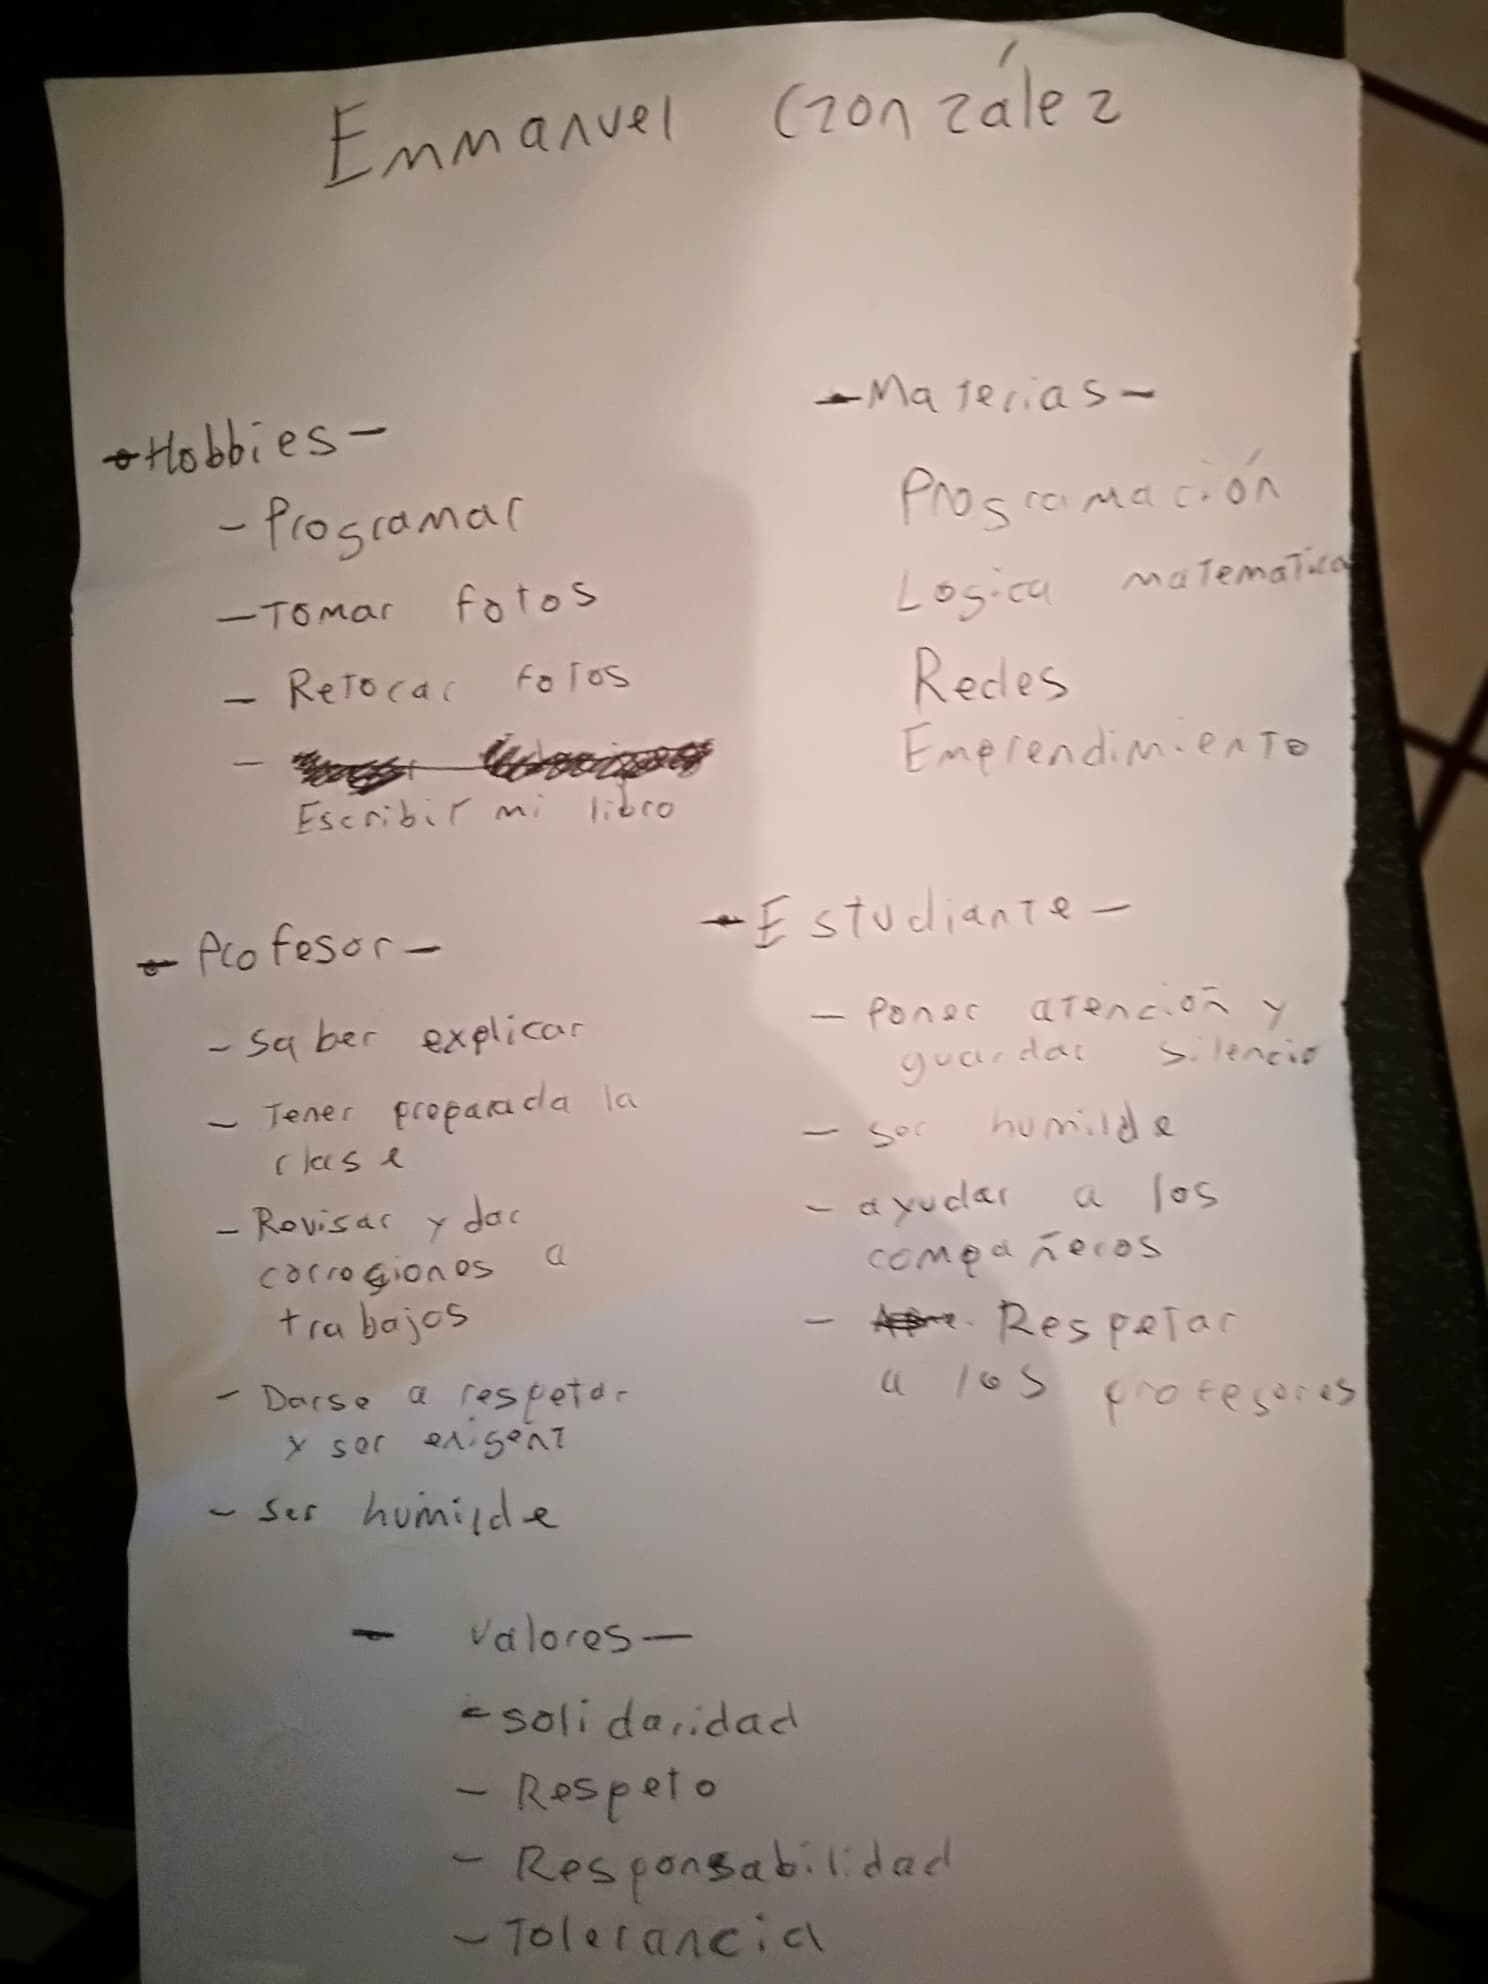 Emmanuel González
- Hobbies -
- Programar
- Tomar fotos
- Retocar fotos
-
Escribir mi libro
- Materias -
Programación
Logica matematica
Redes
Emprendimiento
- Profesor -
- Saber explicar
- Tener preparada la
clase
- Revisar y dar
correciones a
trabajos
- Darse a respetar
y ser exigent
- Ser humilde
- Estudiante -
- Poner atención y
guardar silencio
- ser humilde
- ayudar a los
compañeros
- Respetar
a los profesores
- Valores -
- solidaridad
- Respeto
- Responsabilidad
- Tolerancia